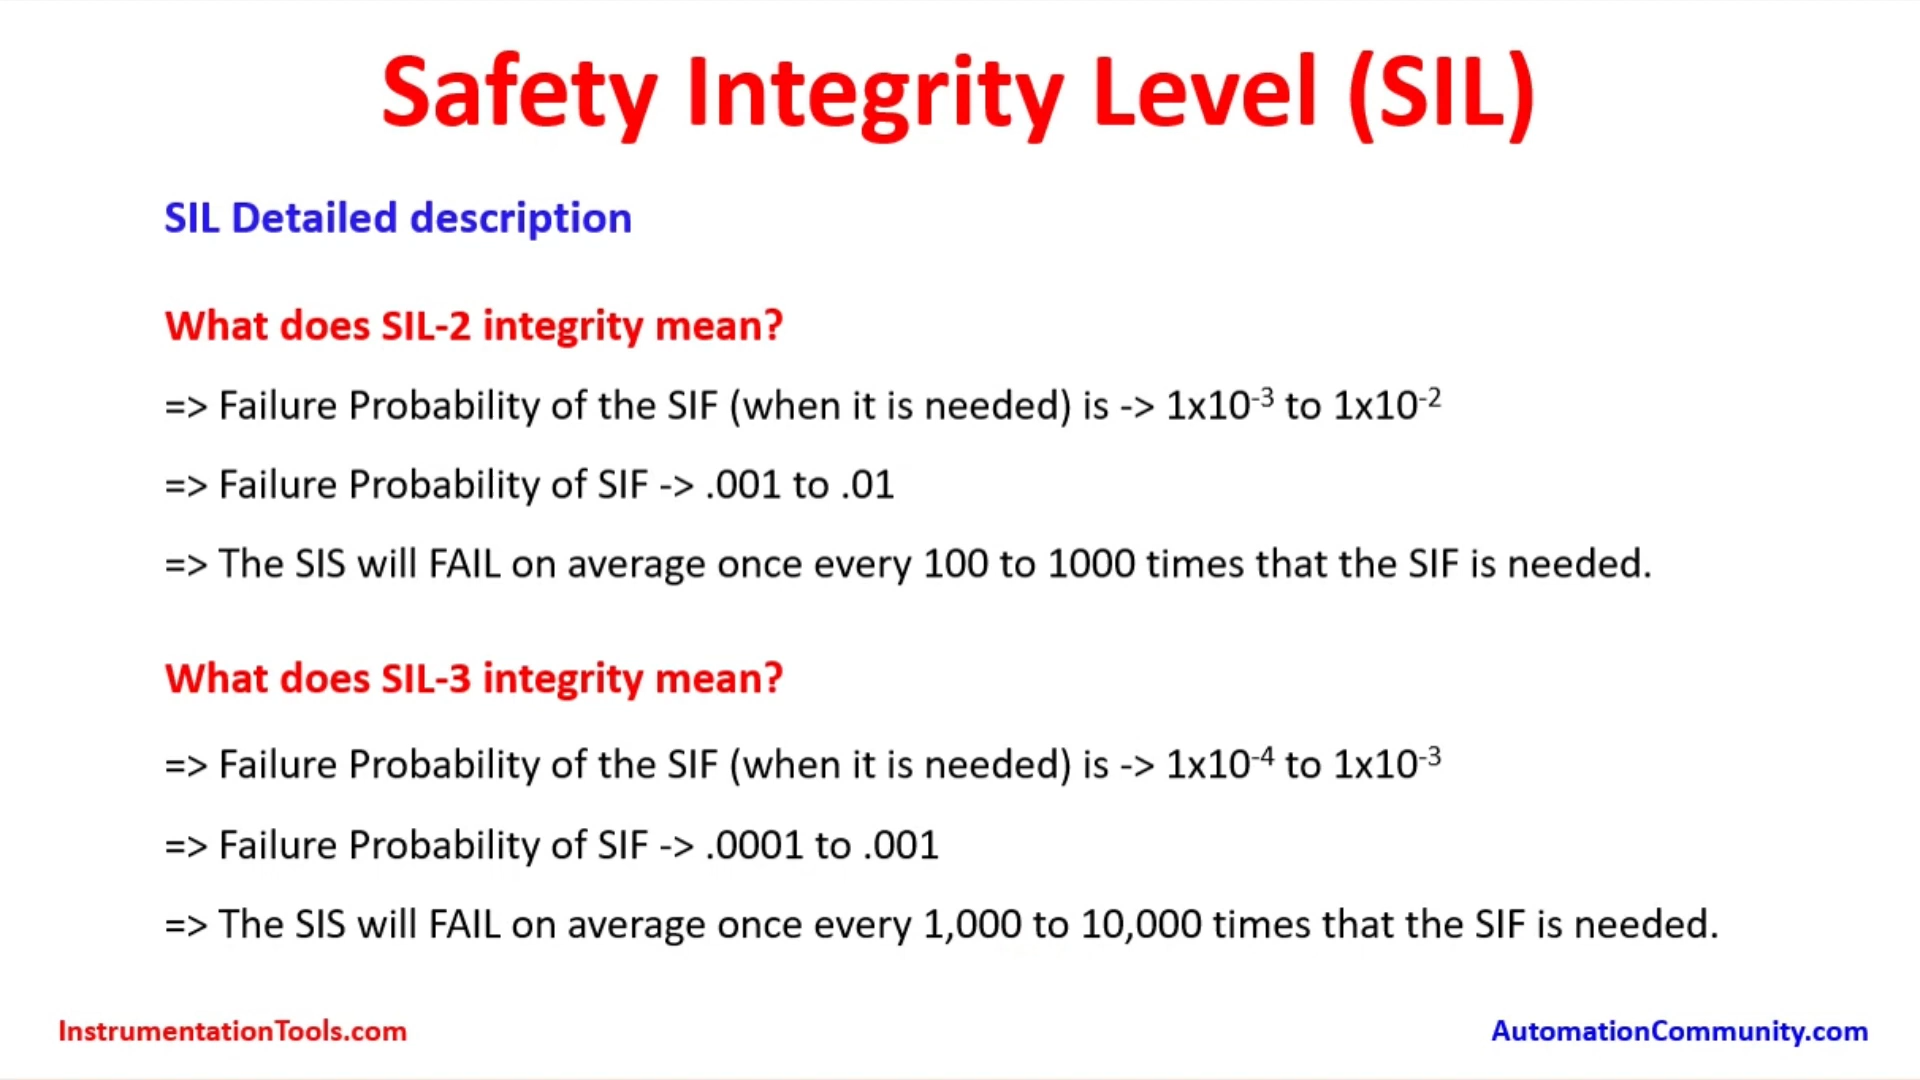 Safety Integrity Level (SIL)
SIL Detailed description
What does SIL-2 integrity mean?
=> Failure Probability of the SIF (when it is needed) is -> 1x10⁻³ to 1x10⁻²
=> Failure Probability of SIF -> .001 to .01
=> The SIS will FAIL on average once every 100 to 1000 times that the SIF is needed.
What does SIL-3 integrity mean?
=> Failure Probability of the SIF (when it is needed) is -> 1x10⁻⁴ to 1x10⁻³
=> Failure Probability of SIF -> .0001 to .001
=> The SIS will FAIL on average once every 1,000 to 10,000 times that the SIF is needed.
InstrumentationTools.com
AutomationCommunity.com